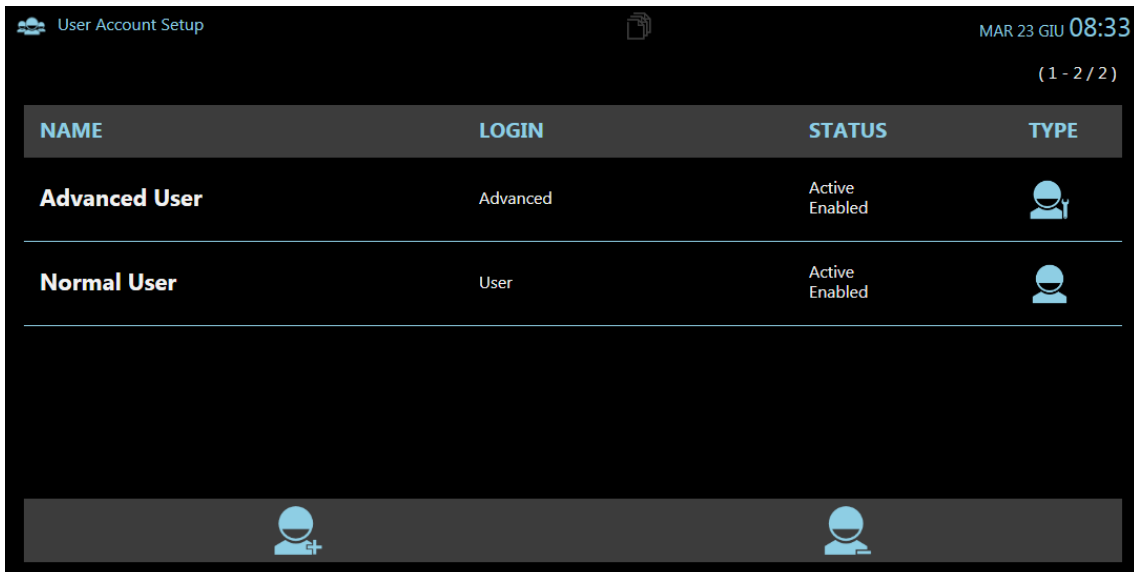 User Account Setup
MAR 23 GIU 08:33
( 1 - 2 / 2 )
NAME LOGIN STATUS TYPE
Advanced User Advanced Active
Enabled
Normal User User Active
Enabled